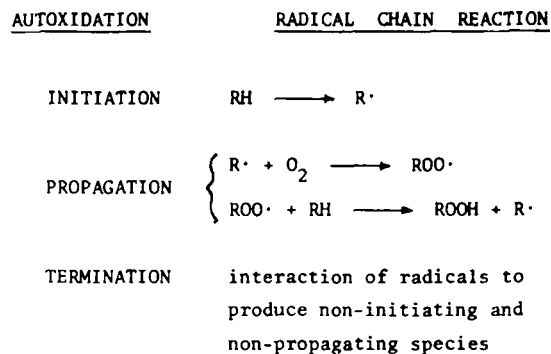 AUTOXIDATION RADICAL CHAIN REACTION
INITIATION RH ⟶ R·
PROPAGATION
R· + O₂ ⟶ ROO·
ROO· + RH ⟶ ROOH + R·
TERMINATION interaction of radicals to
produce non-initiating and
non-propagating species